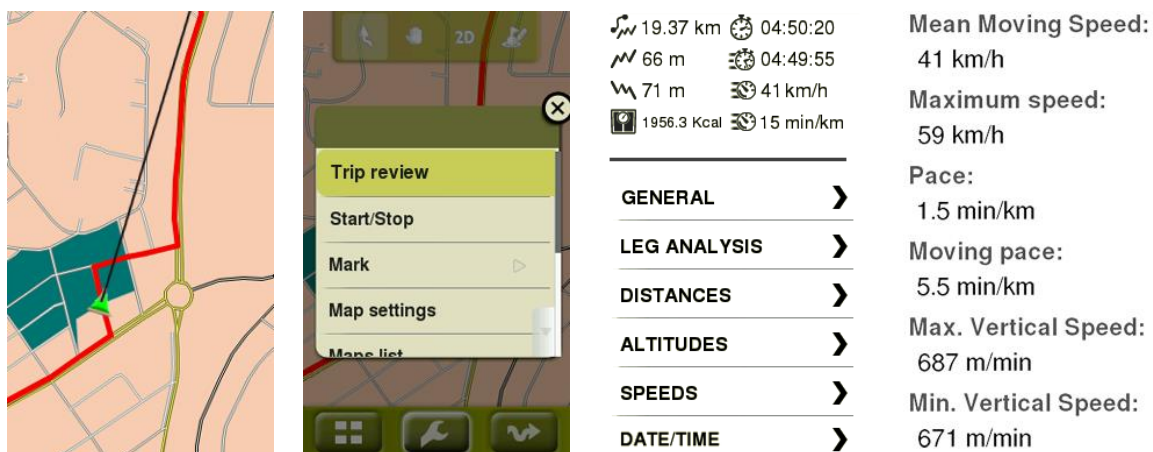 2D
Trip review
Start/Stop
Mark
Map settings
Maps list
19.37 km 04:50:20
66 m 04:49:55
71 m 41 km/h
1956.3 Kcal 15 min/km
GENERAL
LEG ANALYSIS
DISTANCES
ALTITUDES
SPEEDS
DATE/TIME
Mean Moving Speed:
41 km/h
Maximum speed:
59 km/h
Pace:
1.5 min/km
Moving pace:
5.5 min/km
Max. Vertical Speed:
687 m/min
Min. Vertical Speed:
671 m/min